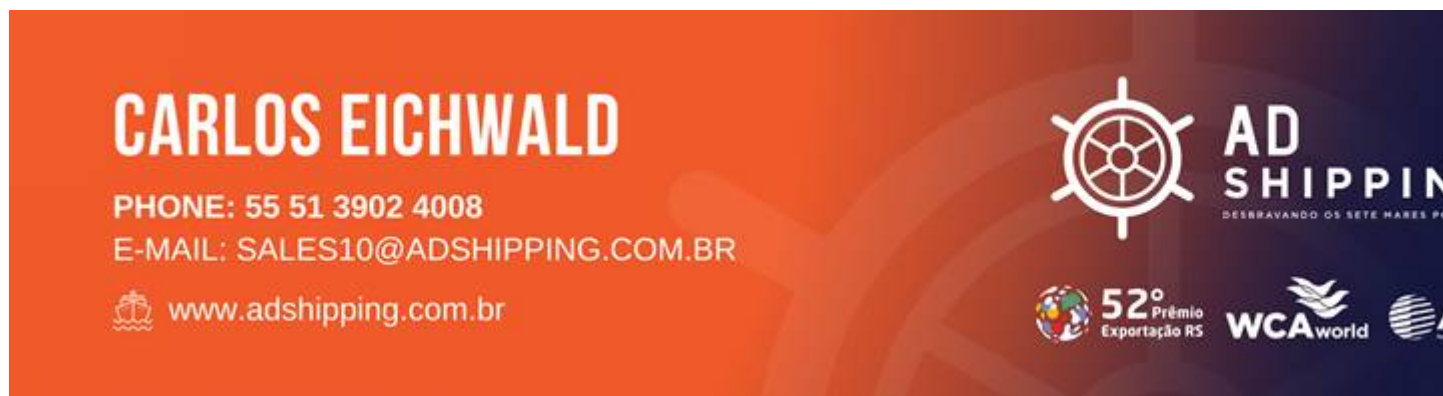 CARLOS EICHWALD
PHONE: 55 51 3902 4008
E-MAIL: SALES10@ADSHIPPING.COM.BR
www.adshipping.com.br
AD
SHIPPIN
DESBRAVANDO OS SETE MARES
52º Prêmio
Exportação RS
WCAworld